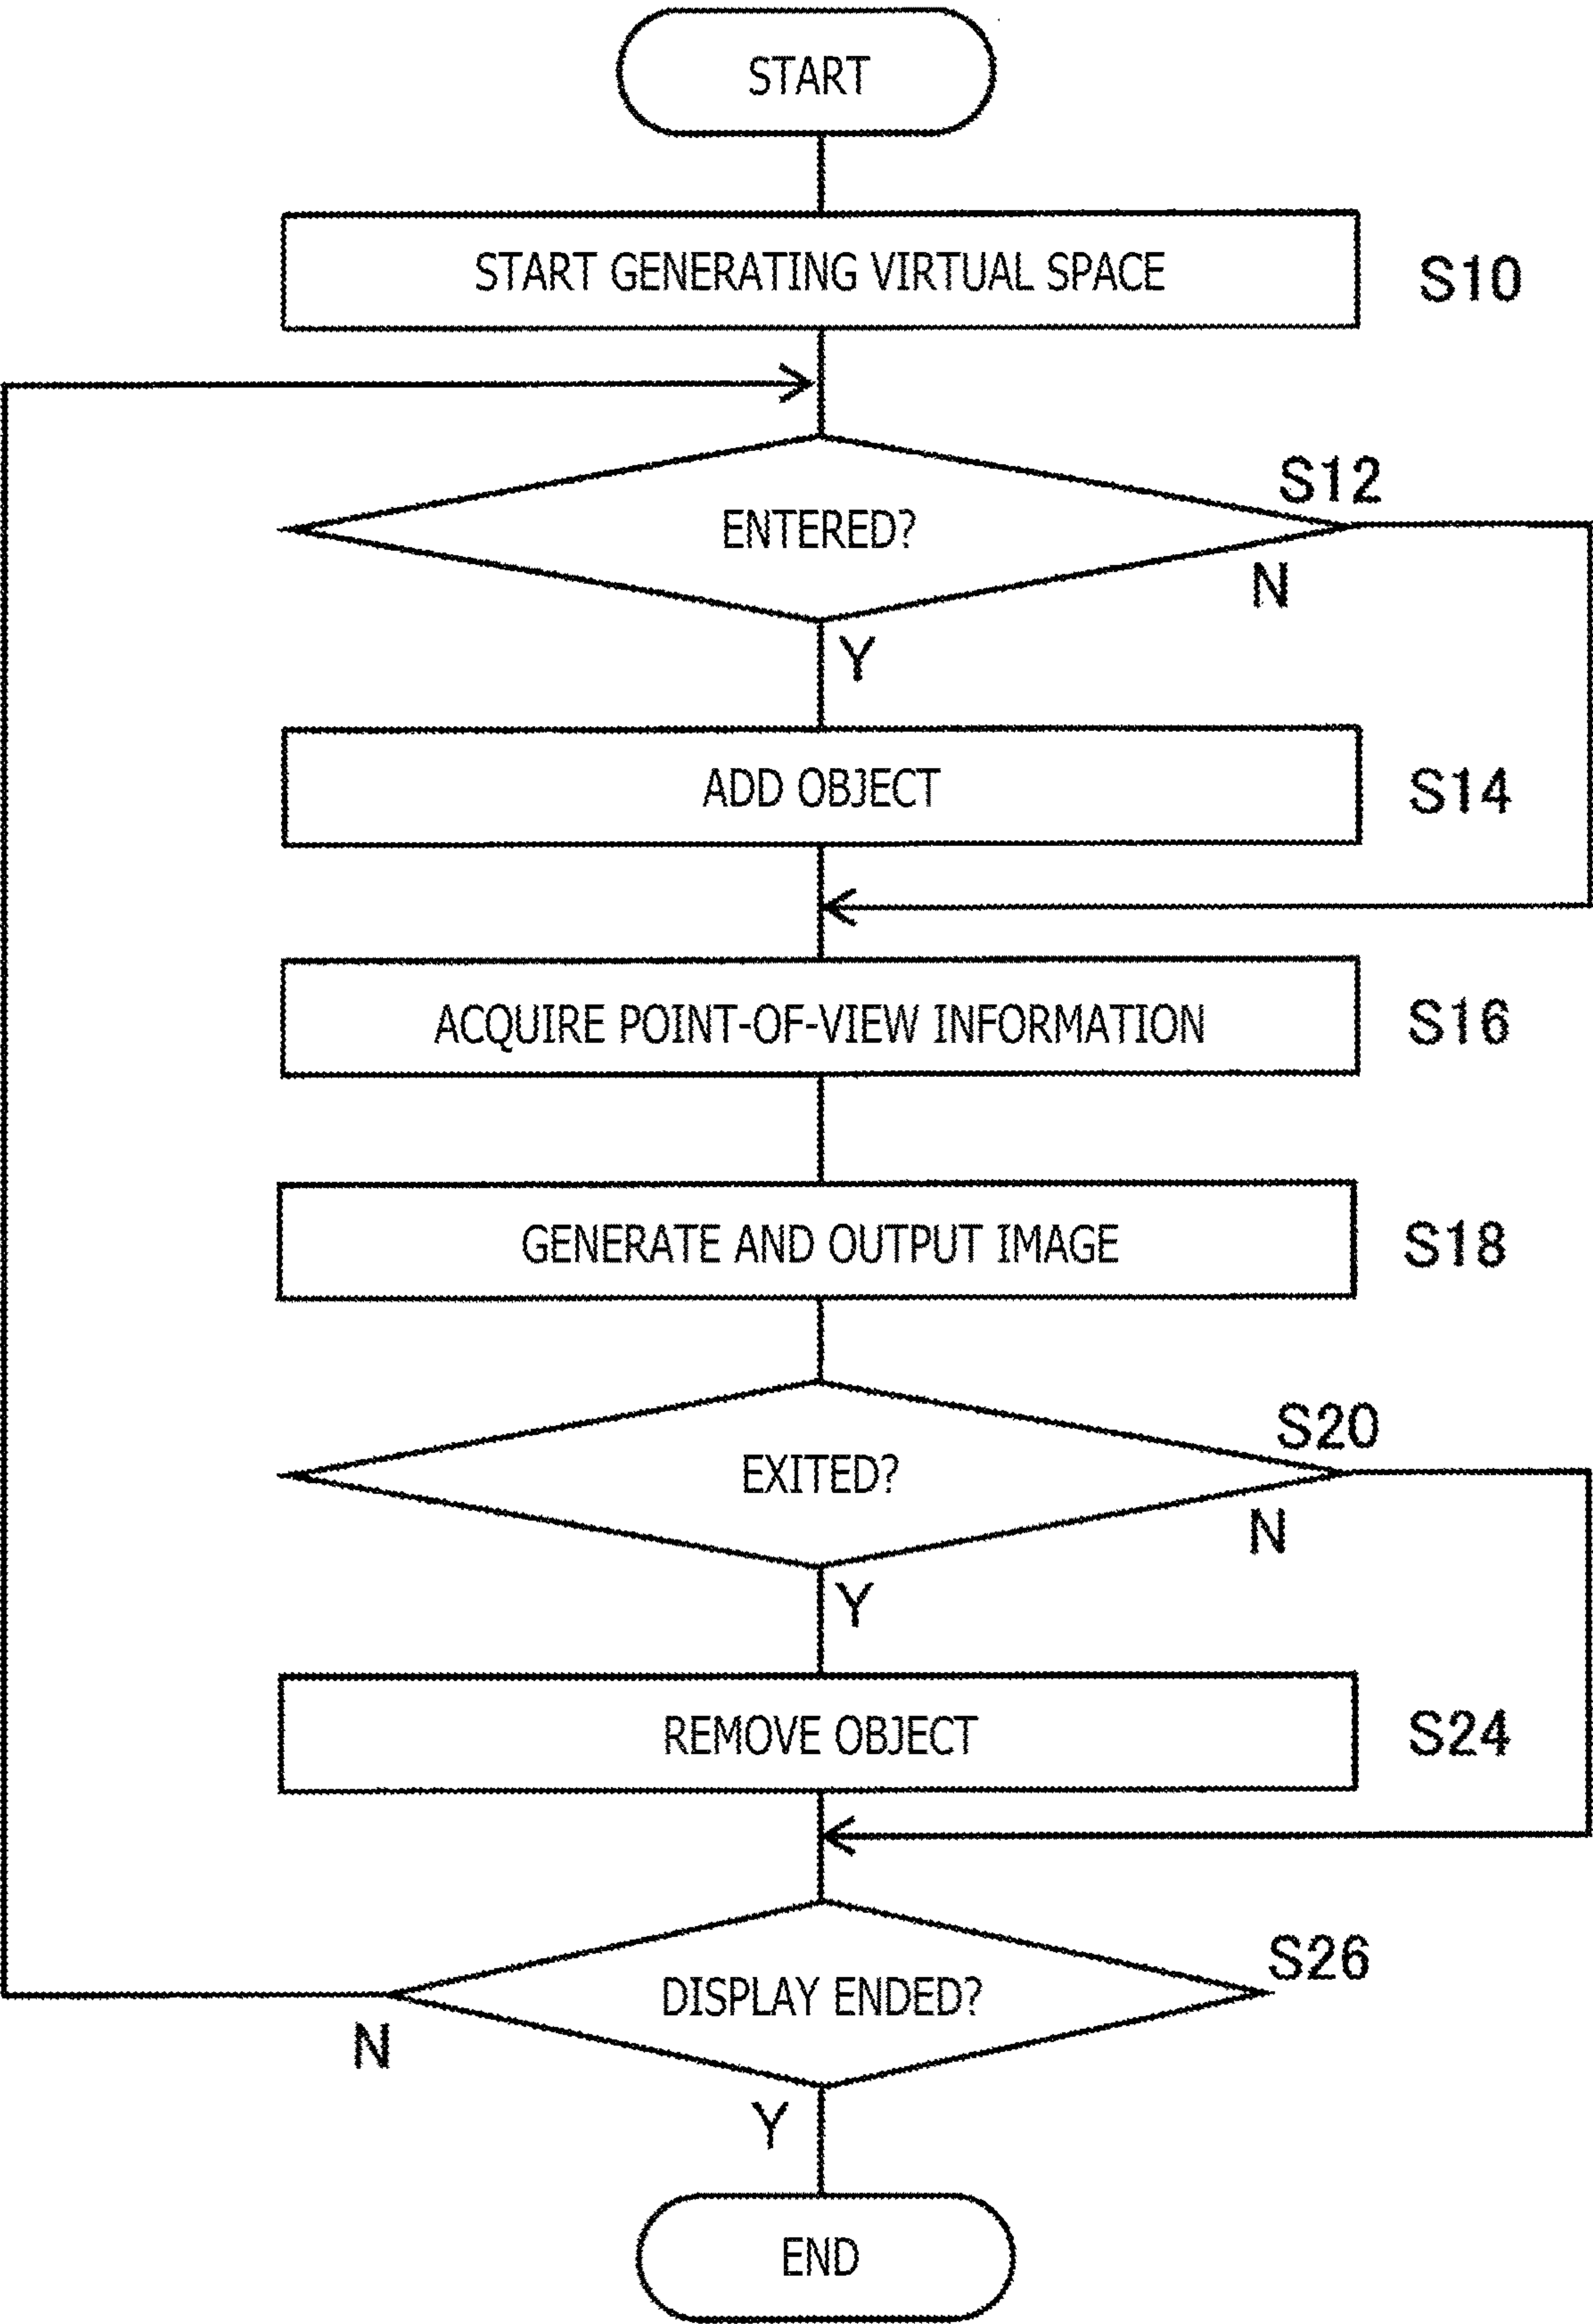 START
START GENERATING VIRTUAL SPACE S10
S12
ENTERED?
N
Y
ADD OBJECT S14
ACQUIRE POINT-OF-VIEW INFORMATION S16
GENERATE AND OUTPUT IMAGE S18
S20
EXITED?
N
Y
REMOVE OBJECT S24
S26
DISPLAY ENDED?
N
Y
END